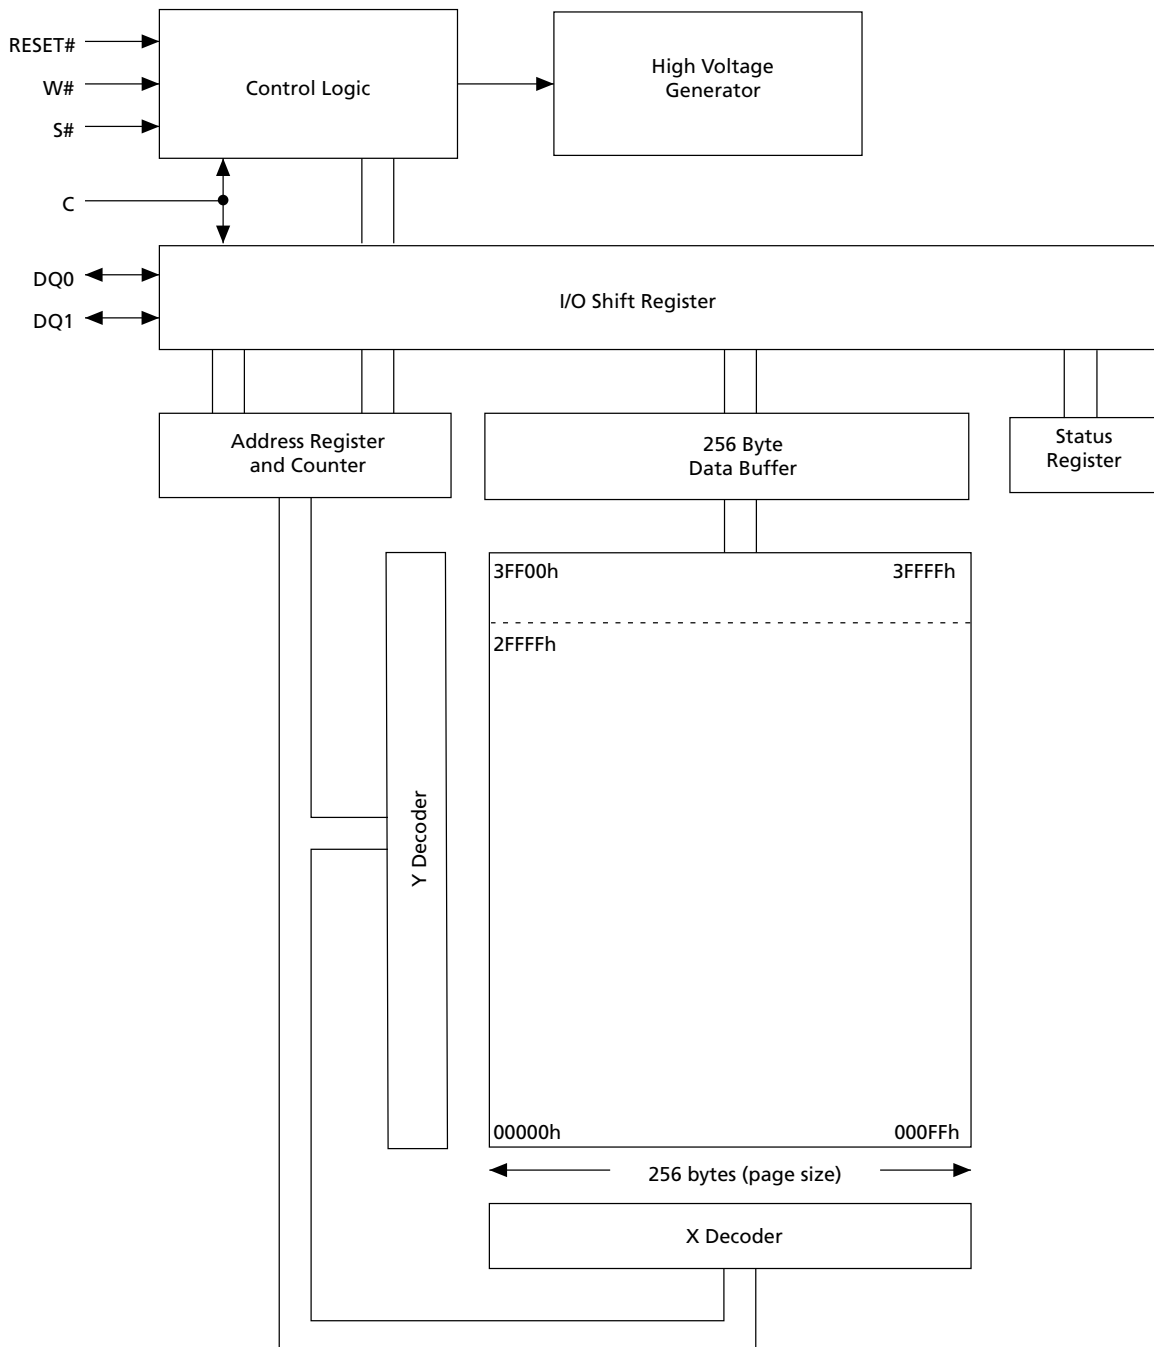 RESET#
W#
S#
C
DQ0
DQ1
Control Logic
High Voltage
Generator
I/O Shift Register
Address Register
and Counter
256 Byte
Data Buffer
Status
Register
3FF00h
3FFFFh
2FFFFh
Y Decoder
00000h
000FFh
256 bytes (page size)
X Decoder